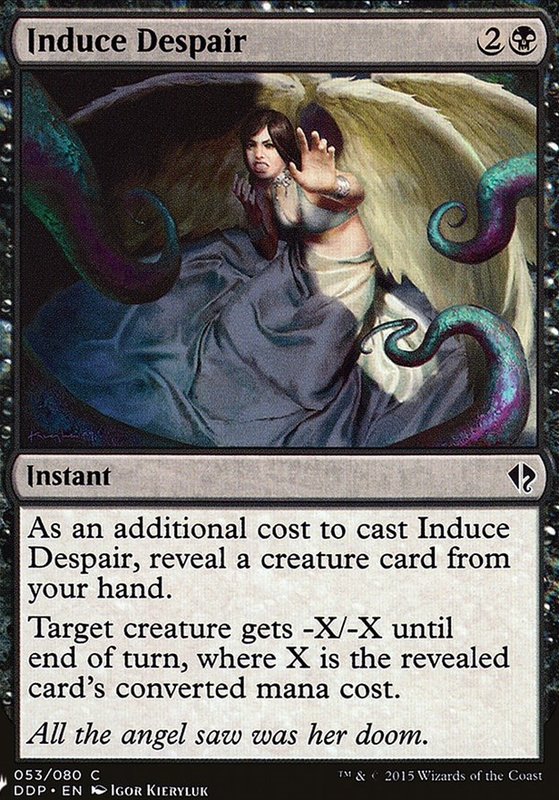 Induce Despair 2
Instant
As an additional cost to cast Induce
Despair, reveal a creature card from
your hand.
Target creature gets -X/-X until
end of turn, where X is the revealed
card's converted mana cost.
All the angel saw was her doom.
053/080 C
DDP • EN Igor Kieryluk
™ & © 2015 Wizards of the Coast